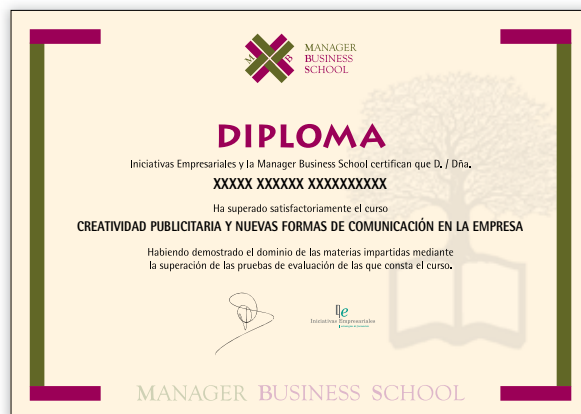 M B
MANAGER
BUSINESS
SCHOOL
DIPLOMA
Iniciativas Empresariales y la Manager Business School certifican que D. / Dña.
XXXXX XXXXXX XXXXXXXXXX
Ha superado satisfactoriamente el curso
CREATIVIDAD PUBLICITARIA Y NUEVAS FORMAS DE COMUNICACIÓN EN LA EMPRESA
Habiendo demostrado el dominio de las materias impartidas mediante
la superación de las pruebas de evaluación de las que consta el curso.
Ie
Iniciativas Empresariales
MANAGER BUSINESS SCHOOL